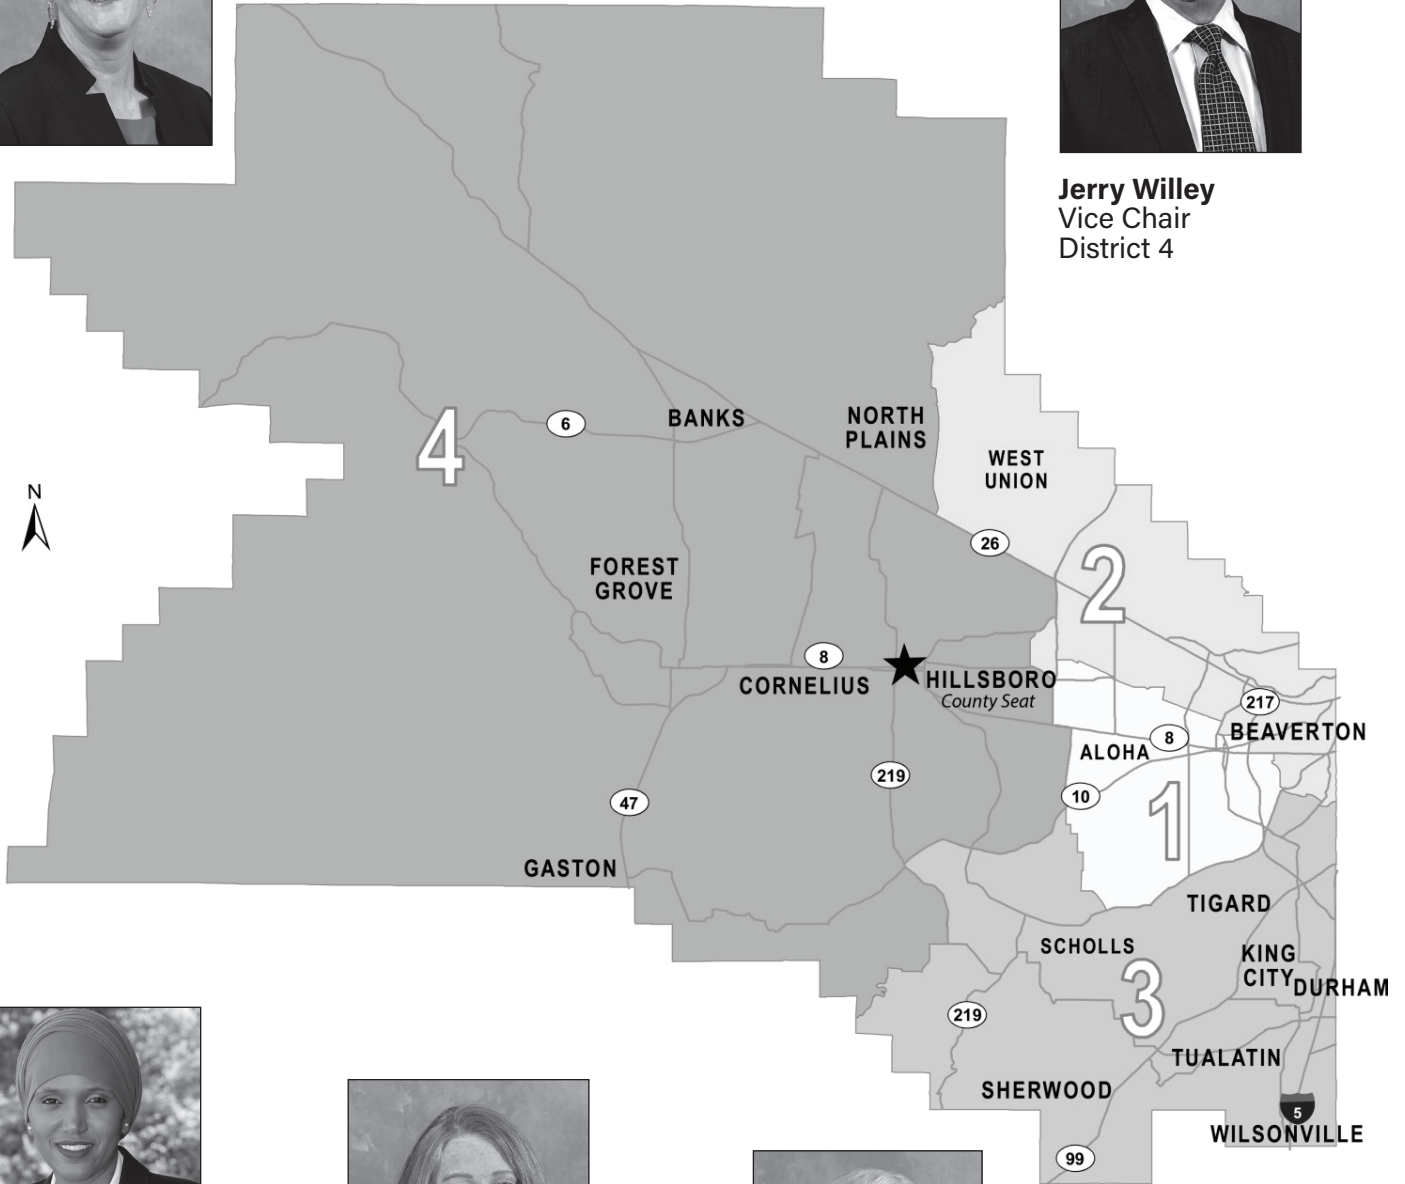 Jerry Willey
Vice Chair
District 4
4
6
BANKS
NORTH
PLAINS
WEST
UNION
N
26
2
FOREST
GROVE
8
CORNELIUS
HILLSBORO
County Seat
217
BEAVERTON
8
ALOHA
219
10
47
1
GASTON
TIGARD
SCHOLLS
KING
CITY
DURHAM
3
219
TUALATIN
SHERWOOD
5
WILSONVILLE
99